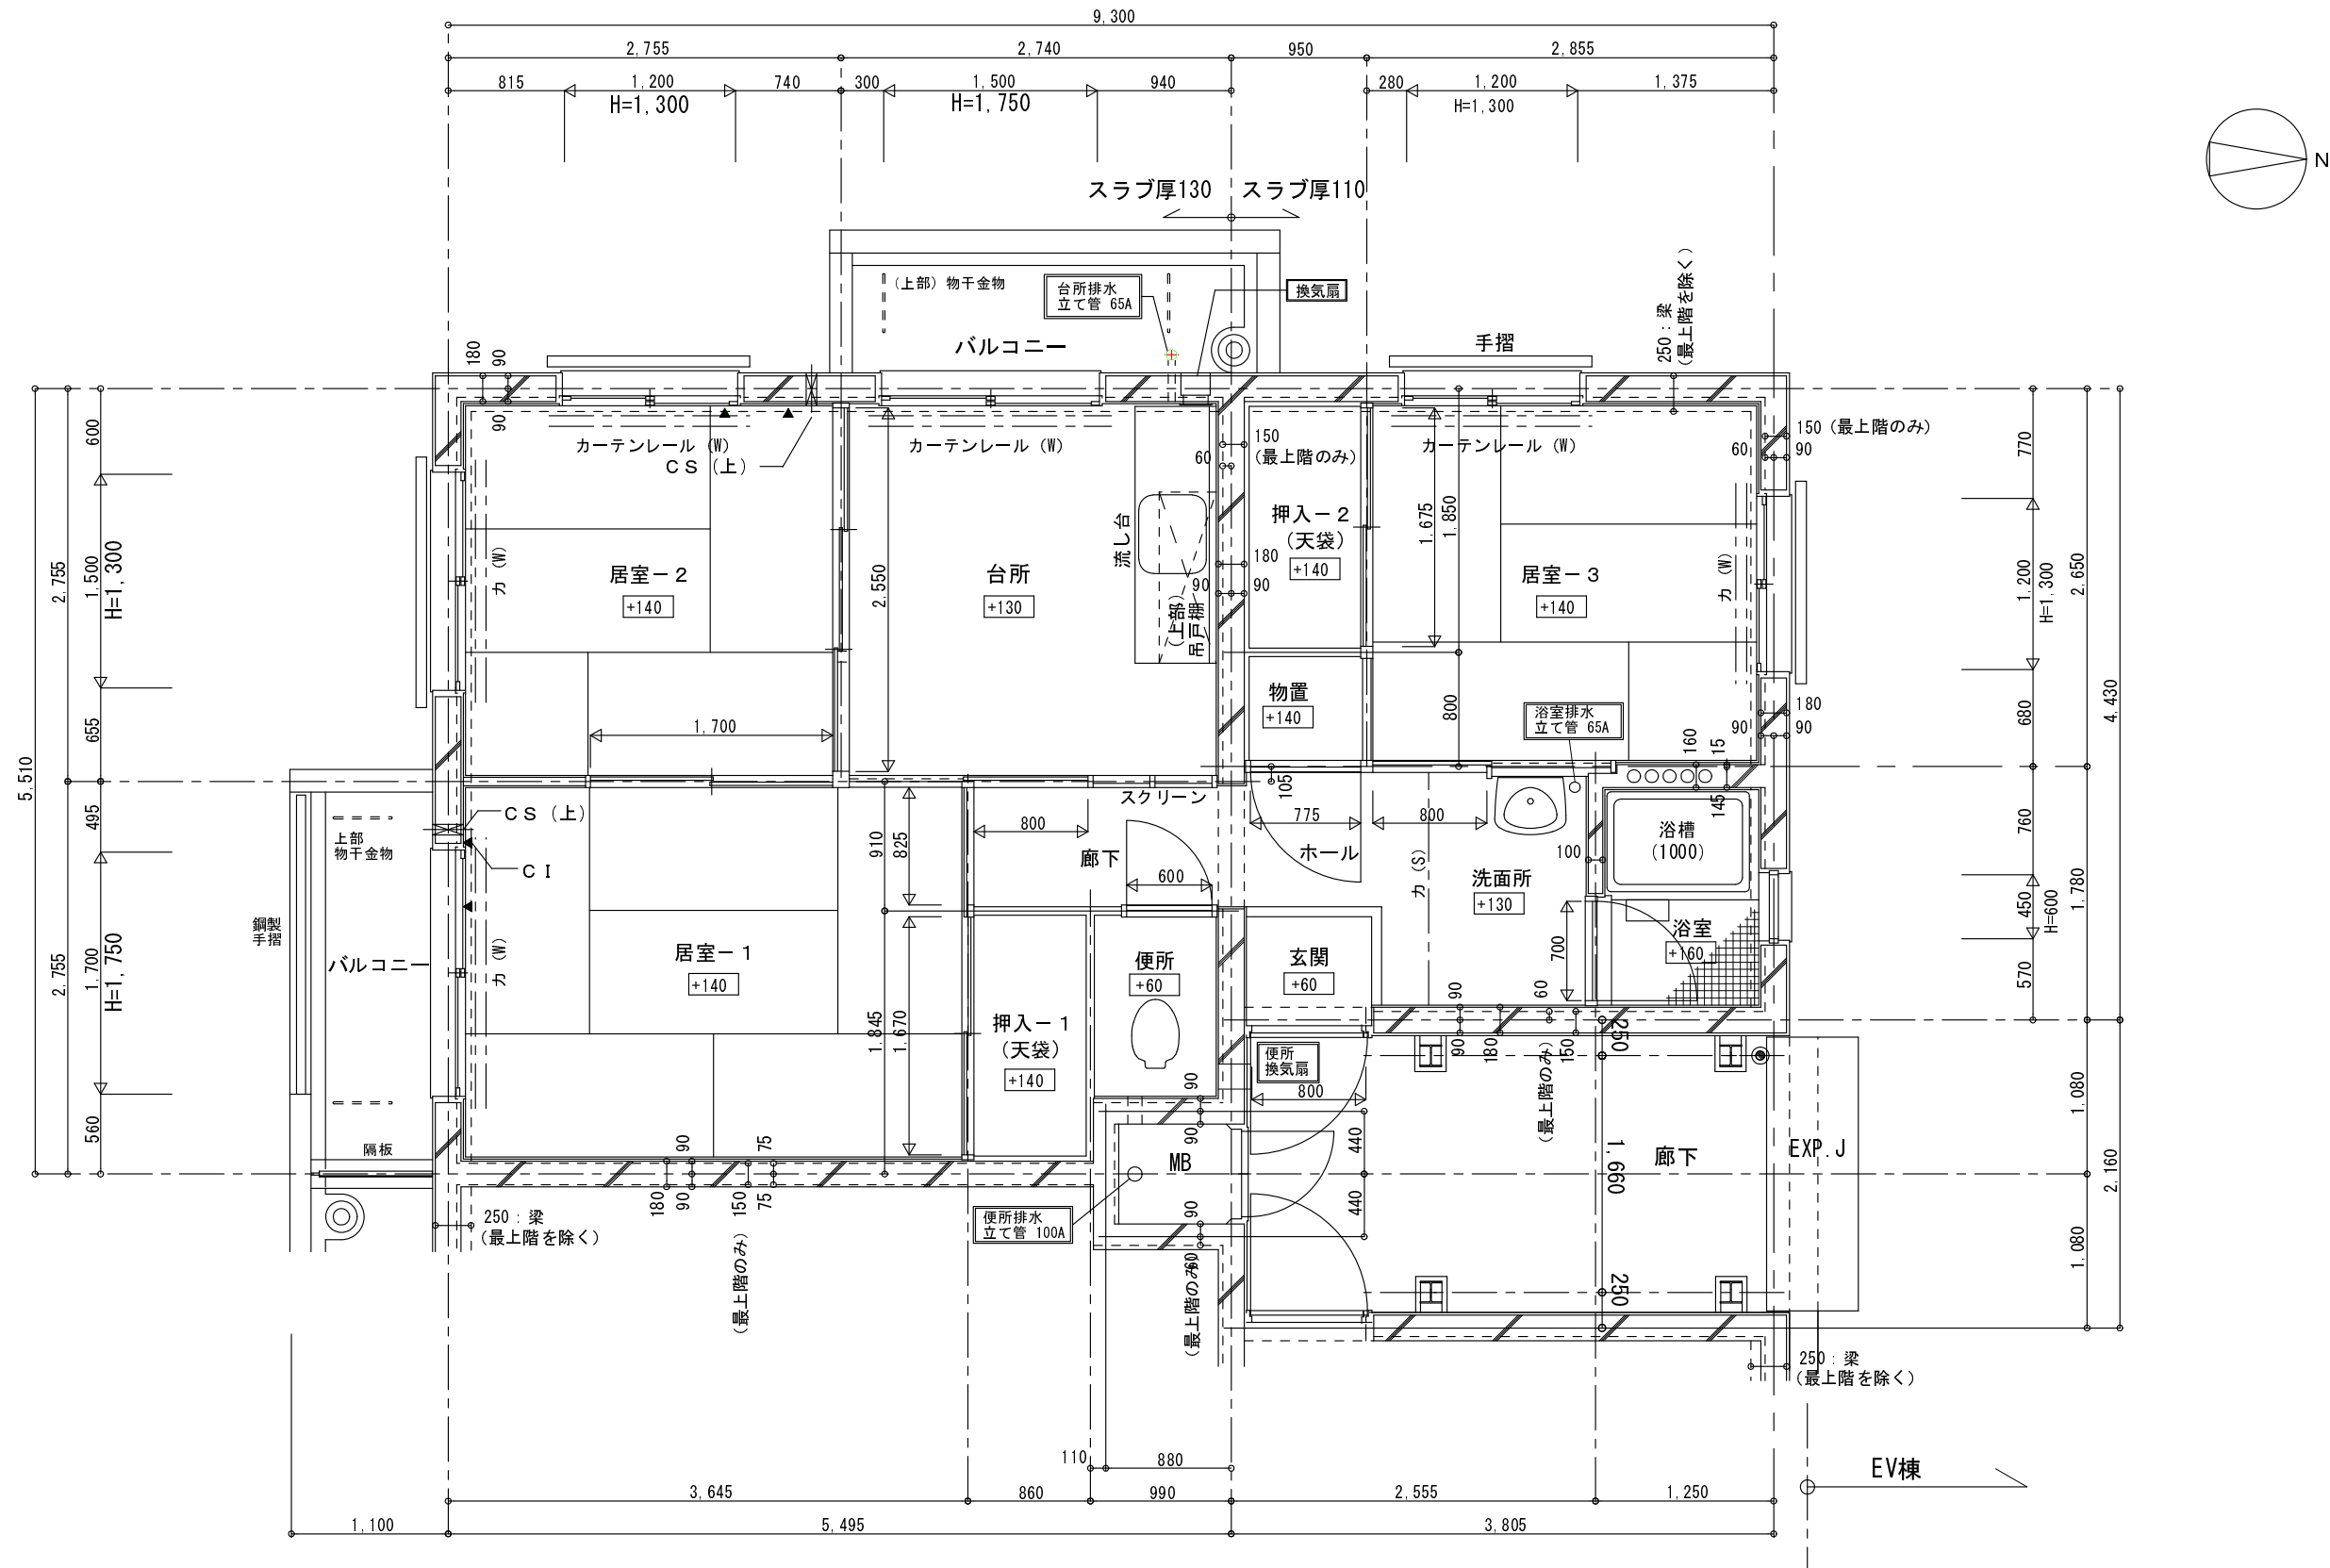 9,300
2,755
2,740
950
2,855
815
1,200
740
300
1,500
940
280
1,200
1,375
H=1,300
H=1,750
H=1,300
N
スラブ厚130
スラブ厚110
(上部) 物干金物
台所排水
立て管 65A
換気扇
バルコニー
手摺
250：梁
(最上階を除く)
180
90
90
カーテンレール (W)
カーテンレール (W)
カーテンレール (W)
ＣＳ (上)
150
(最上階のみ)
60
60
150 (最上階のみ)
90
600
2,755
1,500
H=1,300
655
5,510
495
2,755
1,700
H=1,750
560
カ (W)
居室－２
+140
2,550
台所
+130
流し台
(上部)
吊戸棚
180
90
90
押入－２
(天袋)
+140
1,675
1,850
居室－３
+140
カ (W)
770
1,200
H=1,300
2,650
4,430
680
1,700
物置
+140
800
浴室排水
立て管 65A
180
90
90
160
15
145
105
スクリーン
ＣＳ (上)
ＣＩ
上部
物干金物
鋼製
手摺
バルコニー
隔板
800
910
825
廊下
600
775
800
ホール
カ (S)
100
浴槽
(1000)
洗面所
+130
760
450
H=600
1,780
570
カ (W)
居室－１
+140
1,845
1,670
押入－１
(天袋)
+140
便所
+60
玄関
+60
700
浴室
+160
90
90
180
60
150
(最上階のみ)
250
便所
換気扇
800
90
90
440
440
MB
90
60
(最上階のみ)
1,660
廊下
EXP.J
1,080
1,080
2,160
250
180
90
90
150
75
75
(最上階のみ)
250：梁
(最上階を除く)
便所排水
立て管 100A
250：梁
(最上階を除く)
110
880
EV棟
3,645
860
990
2,555
1,250
1,100
5,495
3,805